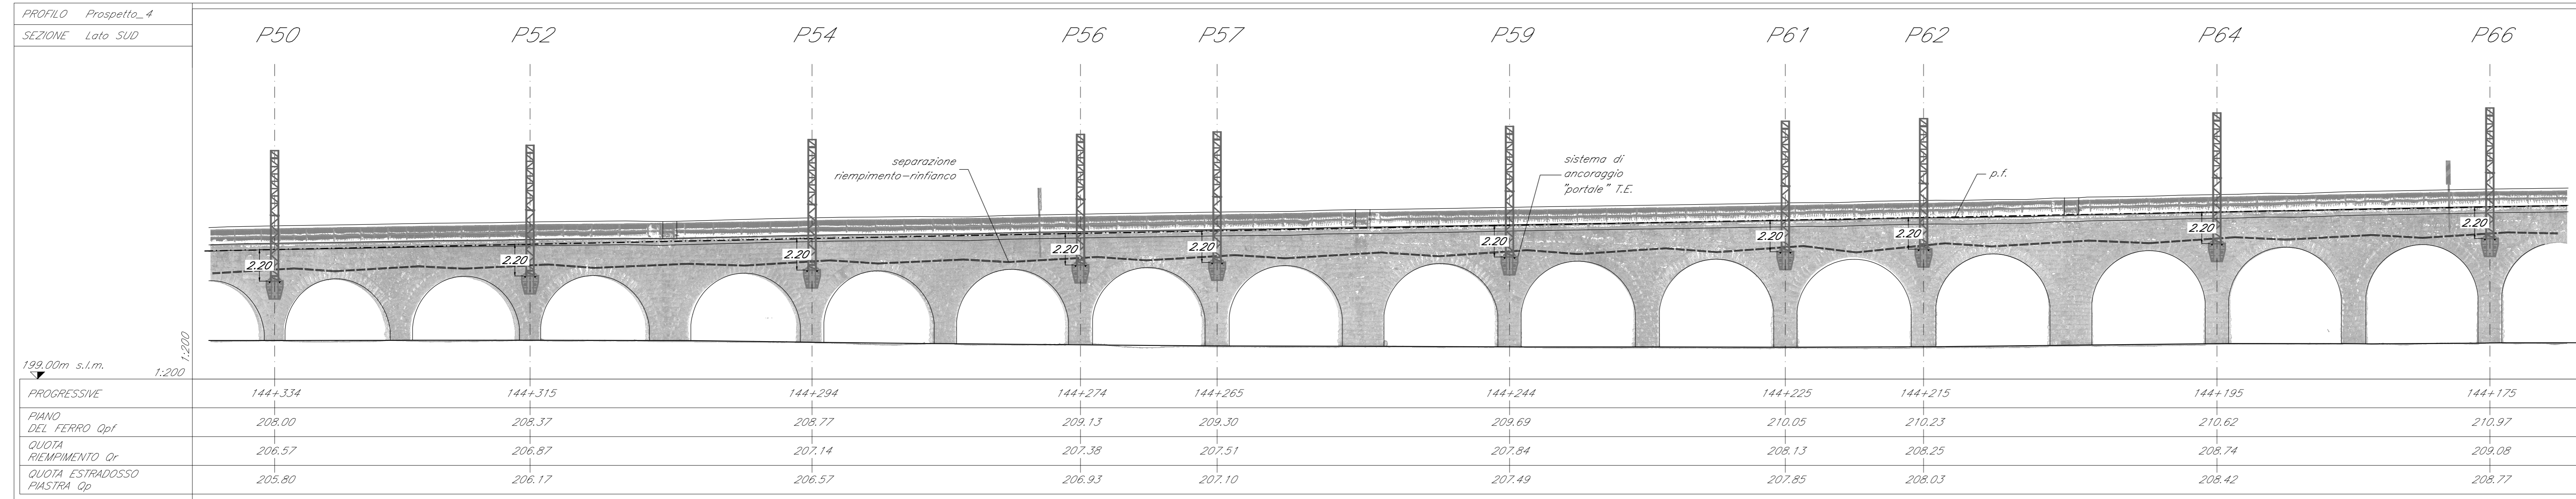 PROFILO Prospetto_4
SEZIONE Lato SUD
P50 P52 P54 P56 P57 P59 P61 P62 P64 P66
separazione
riempimento-rinfianco
sistema di
ancoraggio
"portale" T.E.
p.f.
2.20 2.20 2.20 2.20 2.20 2.20 2.20 2.20 2.20 2.20
1:200
199.00m s.l.m. 1:200
PROGRESSIVE 144+334 144+315 144+294 144+274 144+265 144+244 144+225 144+215 144+195 144+175
PIANO
DEL FERRO Qpf 208.00 208.37 208.77 209.13 209.30 209.69 210.05 210.23 210.62 210.97
QUOTA
RIEMPIMENTO Qr 206.57 206.87 207.14 207.38 207.51 207.84 208.13 208.25 208.74 209.08
QUOTA ESTRADOSSO
PIASTRA Qp 205.80 206.17 206.57 206.93 207.10 207.49 207.85 208.03 208.42 208.77